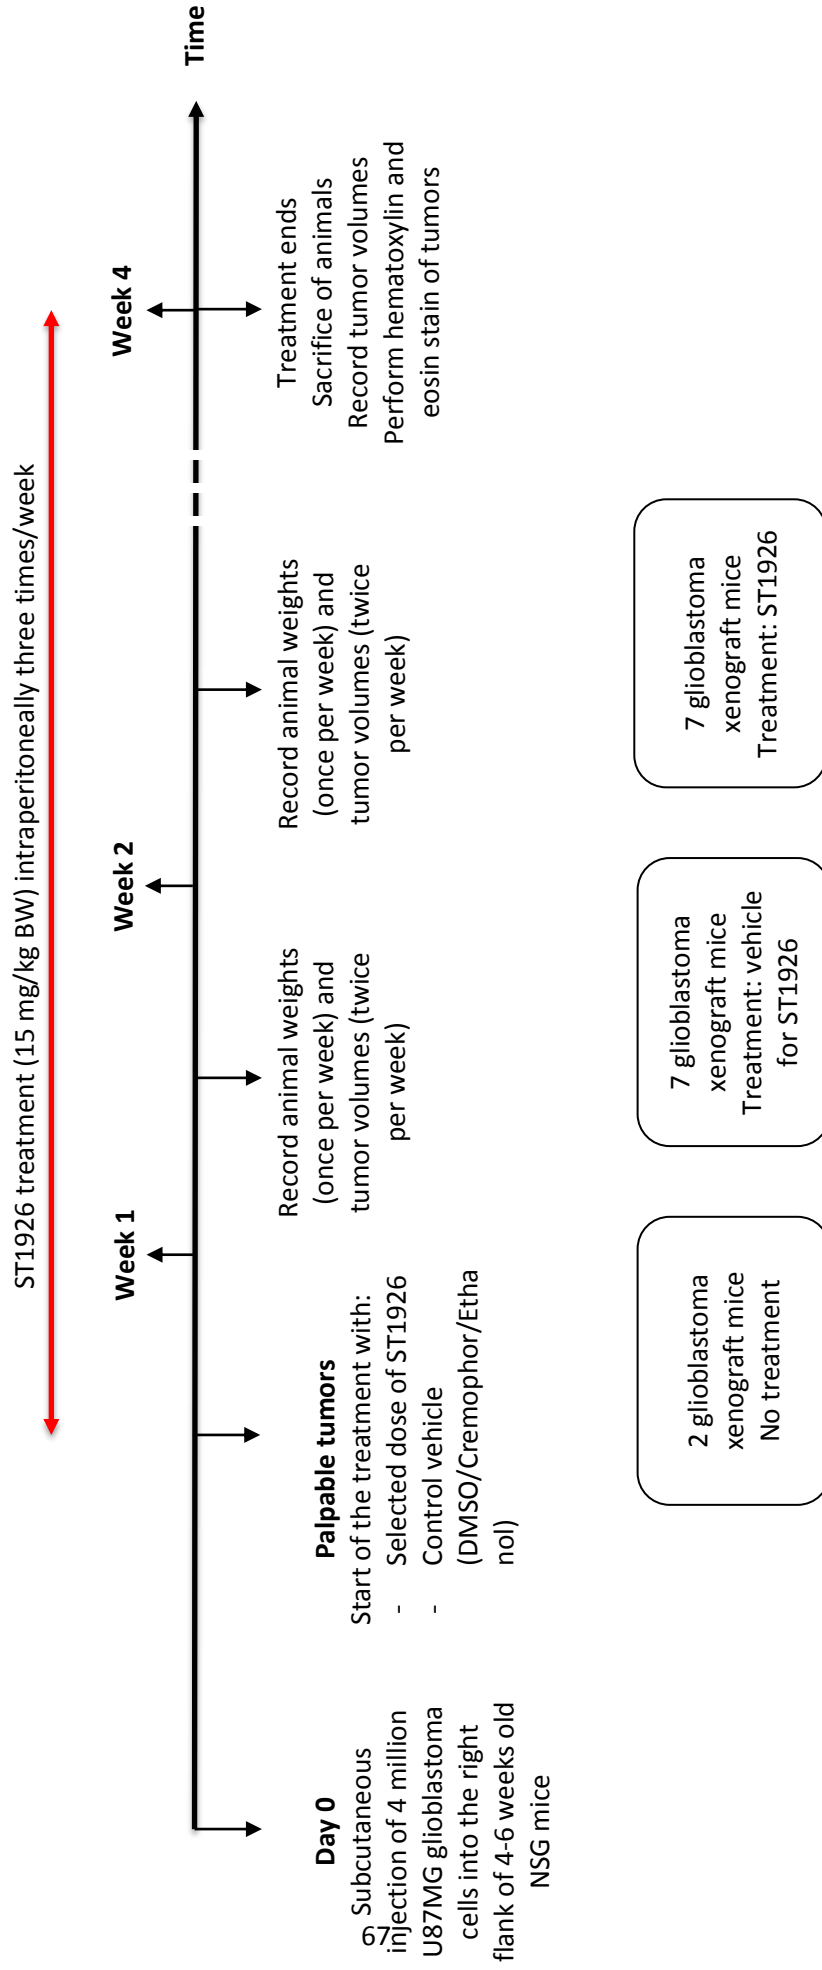 ST1926 treatment (15 mg/kg BW) intraperitoneally three times/week
Week 1
Week 2
Week 4
Time
Day 0
Subcutaneous
injection of 4 million
U87MG glioblastoma
cells into the right
flank of 4-6 weeks old
NSG mice
Palpable tumors
Start of the treatment with:
- Selected dose of ST1926
- Control vehicle
(DMSO/Cremophor/Etha
nol)
Record animal weights
(once per week) and
tumor volumes (twice
per week)
Record animal weights
(once per week) and
tumor volumes (twice
per week)
Treatment ends
Sacrifice of animals
Record tumor volumes
Perform hematoxylin and
eosin stain of tumors
2 glioblastoma
xenograft mice
No treatment
7 glioblastoma
xenograft mice
Treatment: vehicle
for ST1926
7 glioblastoma
xenograft mice
Treatment: ST1926
67